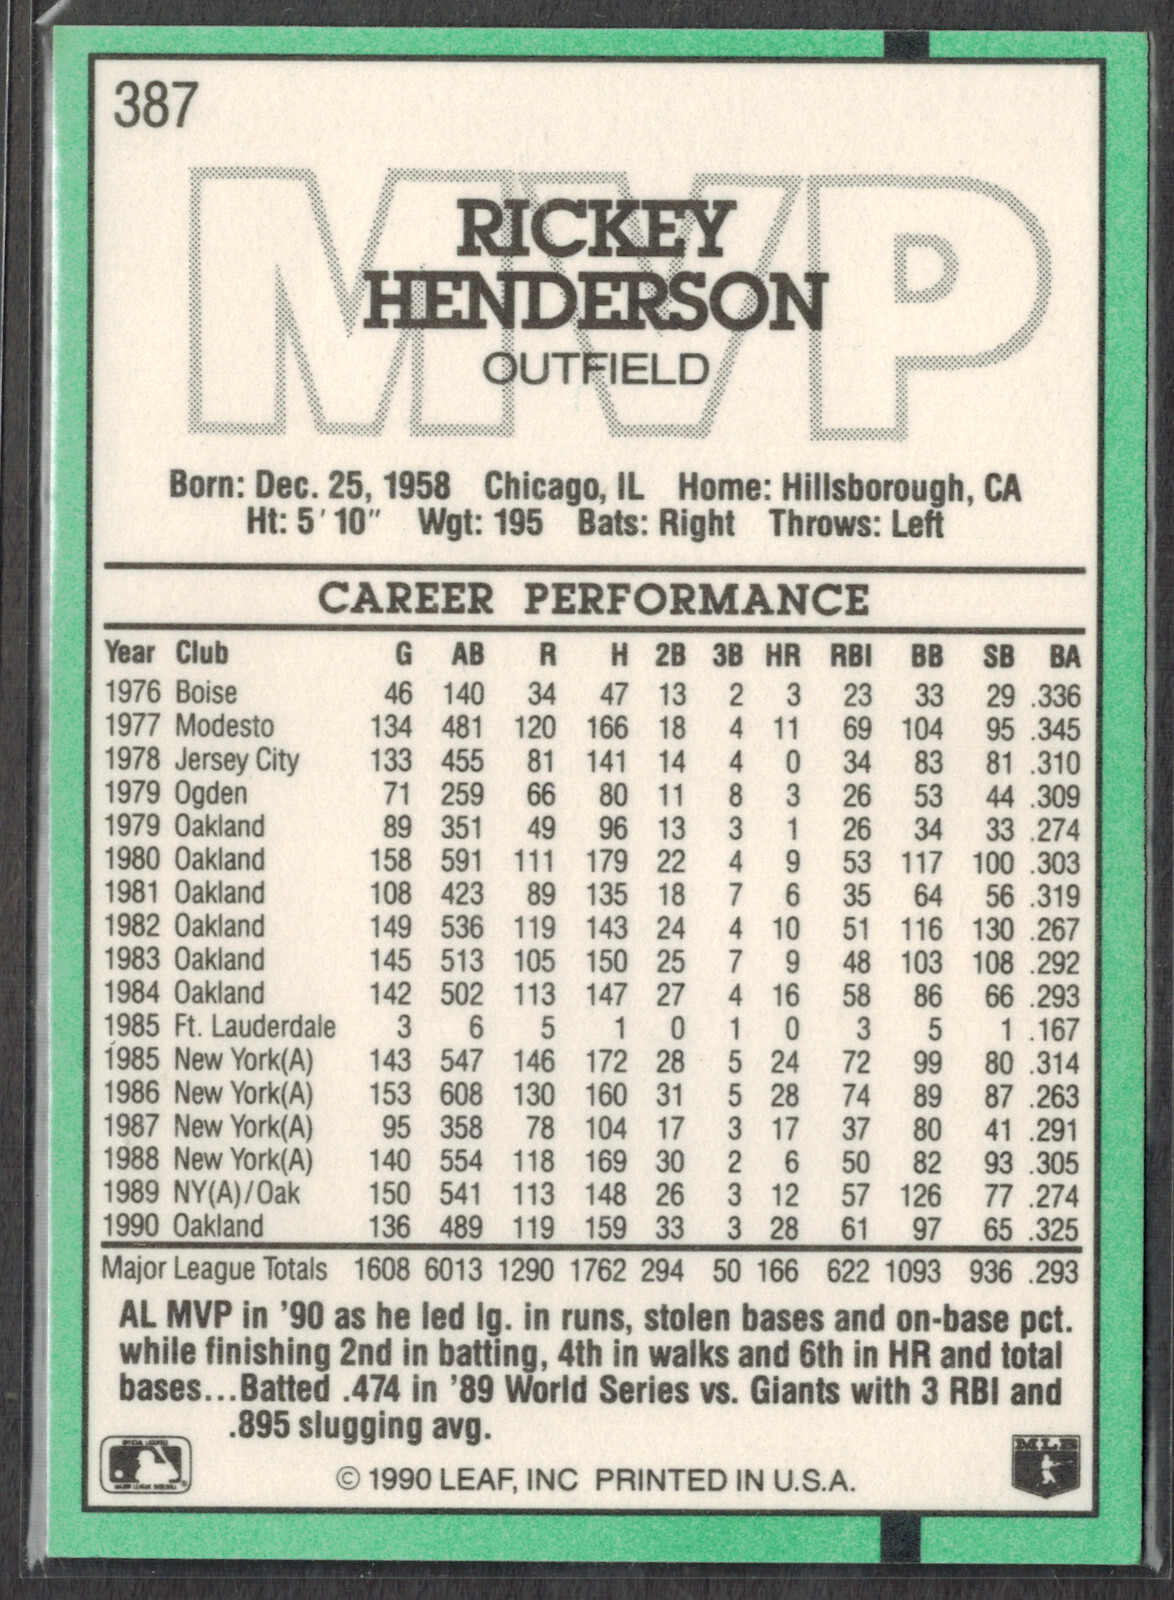 387
MVP
RICKEY
HENDERSON
OUTFIELD
Born: Dec. 25, 1958 Chicago, IL Home: Hillsborough, CA
Ht: 5' 10" Wgt: 195 Bats: Right Throws: Left
CAREER PERFORMANCE
Year Club G AB R H 2B 3B HR RBI BB SB BA
1976 Boise 46 140 34 47 13 2 3 23 33 29 .336
1977 Modesto 134 481 120 166 18 4 11 69 104 95 .345
1978 Jersey City 133 455 81 141 14 4 0 34 83 81 .310
1979 Ogden 71 259 66 80 11 8 3 26 53 44 .309
1979 Oakland 89 351 49 96 13 3 1 26 34 33 .274
1980 Oakland 158 591 111 179 22 4 9 53 117 100 .303
1981 Oakland 108 423 89 135 18 7 6 35 64 56 .319
1982 Oakland 149 536 119 143 24 4 10 51 116 130 .267
1983 Oakland 145 513 105 150 25 7 9 48 103 108 .292
1984 Oakland 142 502 113 147 27 4 16 58 86 66 .293
1985 Ft. Lauderdale 3 6 5 1 0 1 0 3 5 1 .167
1985 New York(A) 143 547 146 172 28 5 24 72 99 80 .314
1986 New York(A) 153 608 130 160 31 5 28 74 89 87 .263
1987 New York(A) 95 358 78 104 17 3 17 37 80 41 .291
1988 New York(A) 140 554 118 169 30 2 6 50 82 93 .305
1989 NY(A)/Oak 150 541 113 148 26 3 12 57 126 77 .274
1990 Oakland 136 489 119 159 33 3 28 61 97 65 .325
Major League Totals 1608 6013 1290 1762 294 50 166 622 1093 936 .293
AL MVP in '90 as he led lg. in runs, stolen bases and on-base pct.
while finishing 2nd in batting, 4th in walks and 6th in HR and total
bases...Batted .474 in '89 World Series vs. Giants with 3 RBI and
.895 slugging avg.
MLB
© 1990 LEAF, INC PRINTED IN U.S.A.